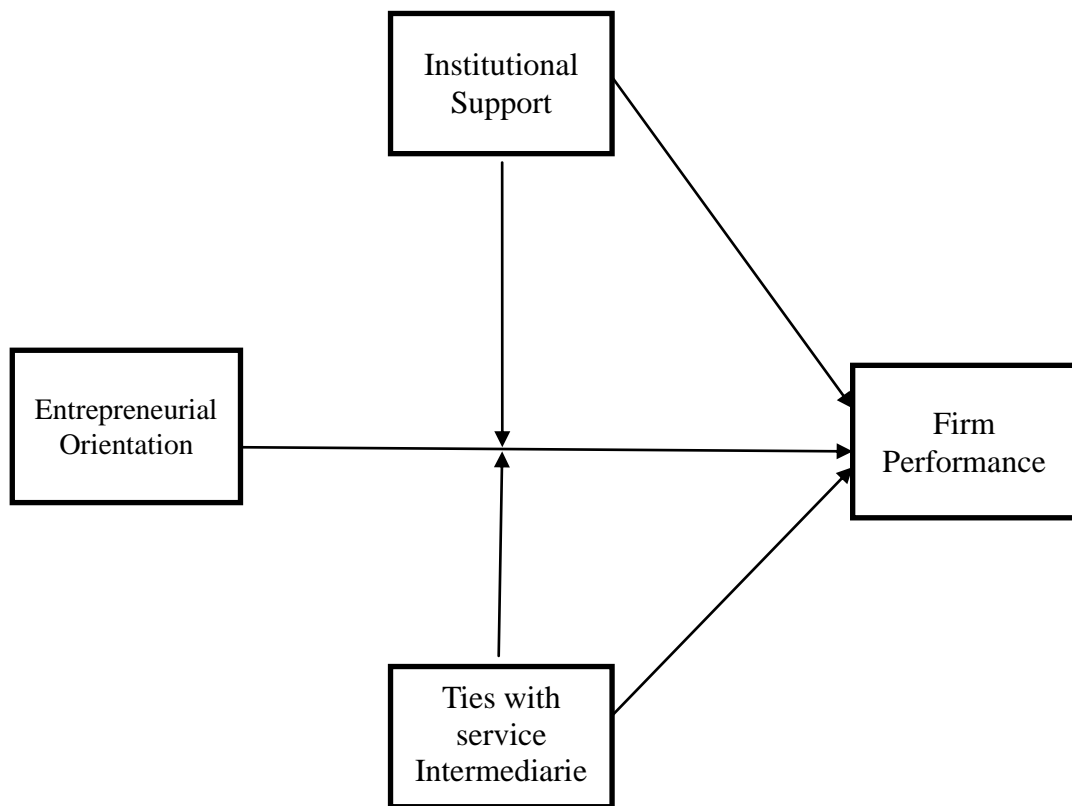 Institutional
Support
Entrepreneurial
Orientation
Firm
Performance
Ties with
service
Intermediarie